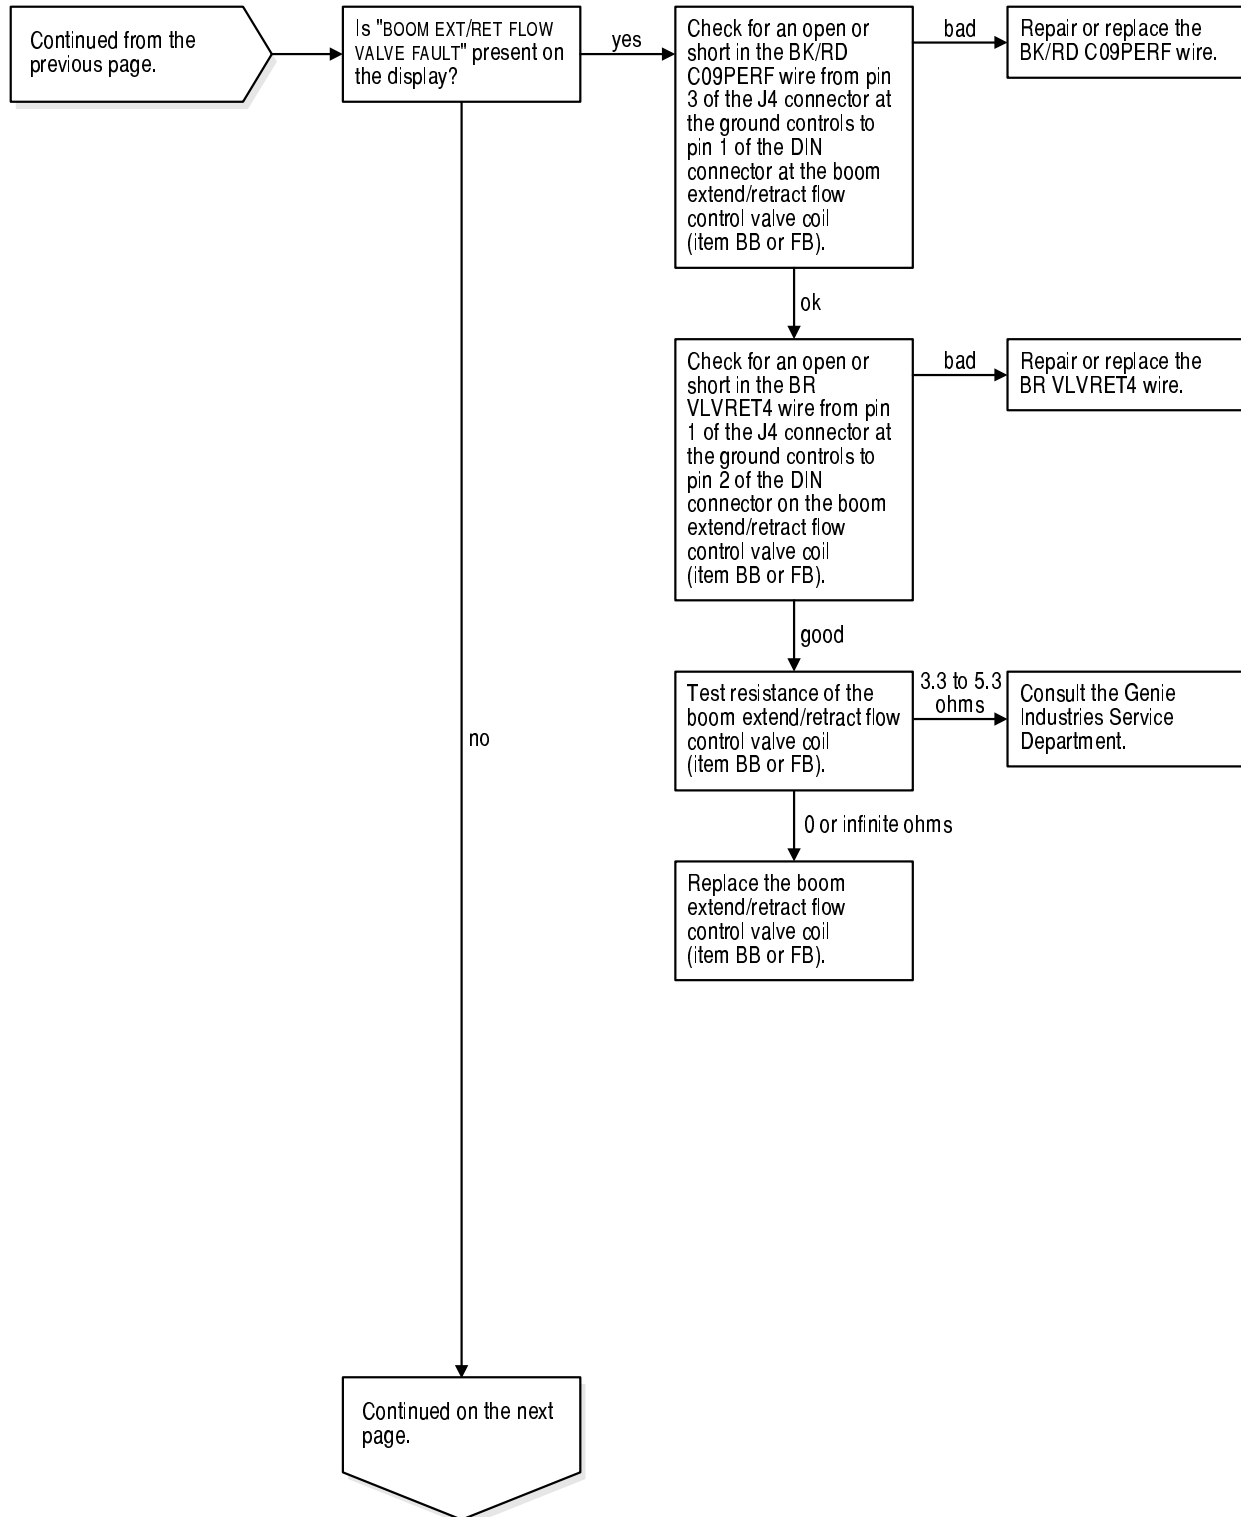 Continued from the
previous page.
Is "BOOM EXT/RET FLOW
VALVE FAULT" present on
the display?
yes
Check for an open or
short in the BK/RD
C09PERF wire from pin
3 of the J4 connector at
the ground controls to
pin 1 of the DIN
connector at the boom
extend/retract flow
control valve coil
(item BB or FB).
bad
Repair or replace the
BK/RD C09PERF wire.
ok
Check for an open or
short in the BR
VLVRET4 wire from pin
1 of the J4 connector at
the ground controls to
pin 2 of the DIN
connector on the boom
extend/retract flow
control valve coil
(item BB or FB).
bad
Repair or replace the
BR VLVRET4 wire.
good
Test resistance of the
boom extend/retract flow
control valve coil
(item BB or FB).
3.3 to 5.3
ohms
Consult the Genie
Industries Service
Department.
0 or infinite ohms
Replace the boom
extend/retract flow
control valve coil
(item BB or FB).
no
Continued on the next
page.